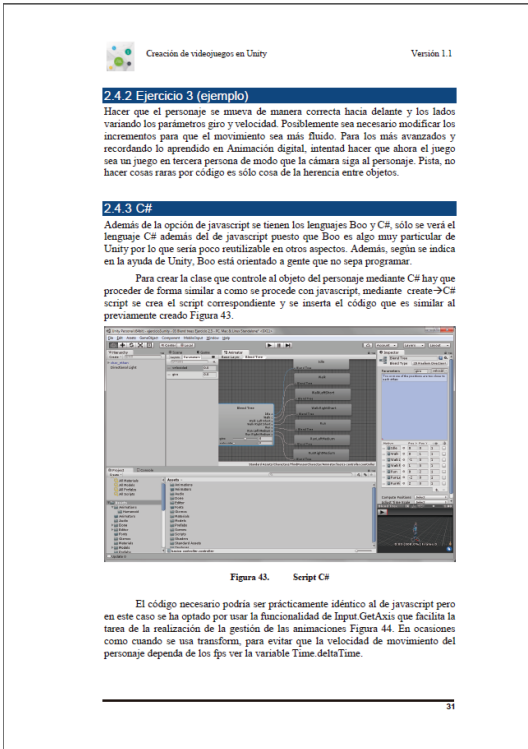 Creación de videojuegos en Unity Versión 1.1
2.4.2 Ejercicio 3 (ejemplo)
Hacer que el personaje se mueva de manera correcta hacia delante y los lados
variando los parámetros giro y velocidad. Posiblemente sea necesario modificar los
incrementos para que el movimiento sea más fluido. Para los más avanzados y
recordando lo aprendido en Animación digital, intentad hacer que ahora el juego
sea un juego en tercera persona de modo que la cámara siga al personaje. Pista, no
hacer cosas raras por código es sólo cosa de la herencia entre objetos.
2.4.3 C#
Además de la opción de javascript se tienen los lenguajes Boo y C#, sólo se verá el
lenguaje C# además del de javascript puesto que Boo es algo muy particular de
Unity por lo que sería poco reutilizable en otros aspectos. Además, según se indica
en la ayuda de Unity, Boo está orientado a gente que no sepa programar.
Para crear la clase que controle al objeto del personaje mediante C# hay que
proceder de forma similar a como se procede con javascript, mediante create→C#
script se crea el script correspondiente y se inserta el código que es similar al
previamente creado Figura 43.
Blend Tree
Assets
Figura 43. Script C#
El código necesario podría ser prácticamente idéntico al de javascript pero
en este caso se ha optado por usar la funcionalidad de Input.GetAxis que facilita la
tarea de la realización de la gestión de las animaciones Figura 44. En ocasiones
como cuando se usa transform, para evitar que la velocidad de movimiento del
personaje dependa de los fps ver la variable Time.deltaTime.
31